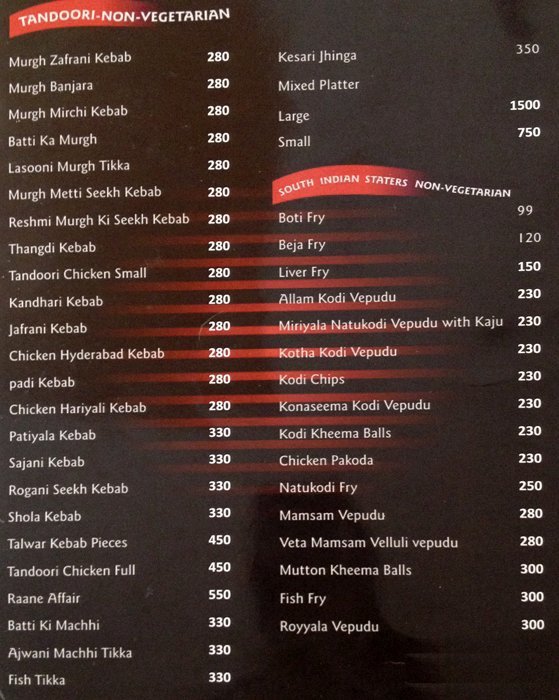 TANDOORI-NON-VEGETARIAN
Murgh Zafrani Kebab 280
Murgh Banjara 280
Murgh Mirchi Kebab 280
Batti Ka Murgh 280
Lasooni Murgh Tikka 280
Murgh Metti Seekh Kebab 280
Reshmi Murgh Ki Seekh Kebab 280
Thangdi Kebab 280
Tandoori Chicken Small 280
Kandhari Kebab 280
Jafrani Kebab 280
Chicken Hyderabad Kebab 280
padi Kebab 280
Chicken Hariyali Kebab 280
Patiyala Kebab 330
Sajani Kebab 330
Rogani Seekh Kebab 330
Shola Kebab 330
Talwar Kebab Pieces 450
Tandoori Chicken Full 450
Raane Affair 550
Batti Ki Machhi 330
Ajwani Machhi Tikka 330
Fish Tikka 330
Kesari Jhinga 350
Mixed Platter
Large 1500
Small 750
SOUTH INDIAN STATERS NON-VEGETARIAN
Boti Fry 99
Beja Fry 120
Liver Fry 150
Allam Kodi Vepudu 230
Miriyala Natukodi Vepudu with Kaju 230
Kotha Kodi Vepudu 230
Kodi Chips 230
Konaseema Kodi Vepudu 230
Kodi Kheema Balls 230
Chicken Pakoda 230
Natukodi Fry 250
Mamsam Vepudu 280
Veta Mamsam Velluli vepudu 280
Mutton Kheema Balls 300
Fish Fry 300
Royyala Vepudu 300